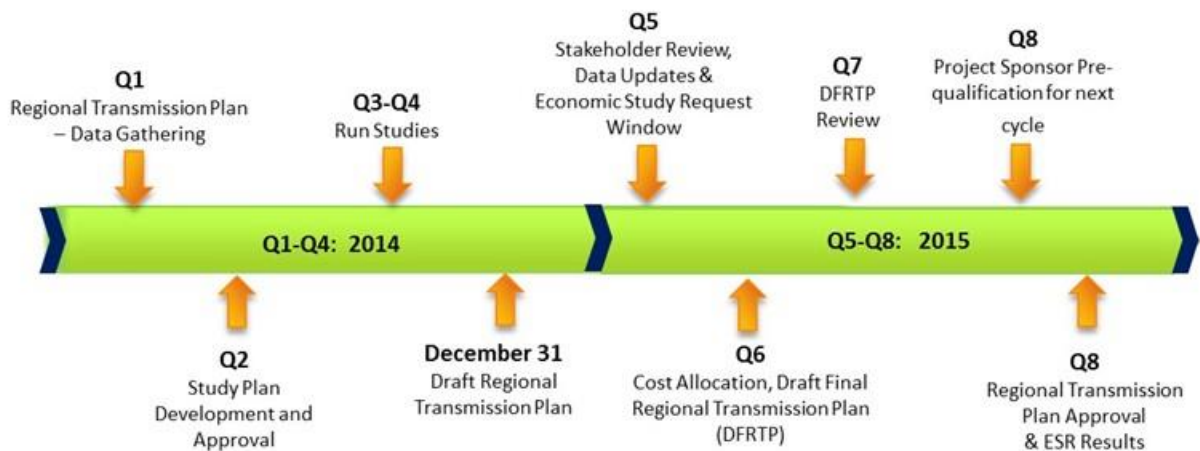 Q1
Regional Transmission Plan
– Data Gathering
Q3-Q4
Run Studies
Q5
Stakeholder Review,
Data Updates &
Economic Study Request
Window
Q7
DFRTP
Review
Q8
Project Sponsor Pre-
qualification for next
cycle
Q1-Q4:  2014
Q5-Q8:  2015
Q2
Study Plan
Development and
Approval
December 31
Draft Regional
Transmission Plan
Q6
Cost Allocation, Draft Final
Regional Transmission Plan
(DFRTP)
Q8
Regional Transmission
Plan Approval
& ESR Results